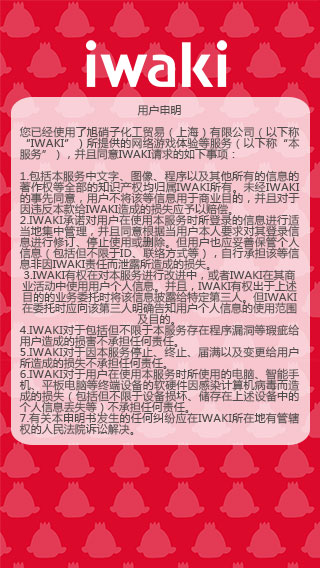 iwaki
用户申明
您已经使用了旭硝子化工贸易（上海）有限公司（以下称
“IWAKI”）所提供的网络游戏体验等服务（以下称“本
服务”），并且同意IWAKI请求的如下事项：
1.包括本服务中文字、图像、程序以及其他所有的信息的
著作权等全部的知识产权均归属IWAKI所有。未经IWAKI
的事先同意，用户不将该等信息用于商业目的，并且对于
因违反本款给IWAKI造成的损失应予以赔偿。
2.IWAKI承诺对用户在使用本服务时所登录的信息进行适
当地集中管理，并且同意根据当用户本人要求对其登录信
息进行修订、停止使用或删除。但用户也应妥善保管个人
信息（包括但不限于ID、联络方式等），自行承担该等信
息非因IWAKI责任而泄露所造成的损失。
3.IWAKI有权在对本服务进行改进中，或者IWAKI在其商
业活动中使用用户个人信息。并且，IWAKI有权出于上述
目的的业务委托时将该信息披露给特定第三人。但IWAKI
在委托时应向该第三人明确告知用户个人信息的使用范围
及目的。
4.IWAKI对于包括但不限于本服务存在程序漏洞等瑕疵给
用户造成的损害不承担任何责任。
5.IWAKI对于因本服务停止、终止、届满以及变更给用户
所造成的损失不承担任何责任。
6.IWAKI对于用户在使用本服务时所使用的电脑、智能手
机、平板电脑等终端设备的软硬件因感染计算机病毒而造
成的损失（包括但不限于设备损坏、储存在上述设备中的
个人信息丢失等）不承担任何责任。
7.有关本申明书发生的任何纠纷应在IWAKI所在地有管辖
权的人民法院诉讼解决。